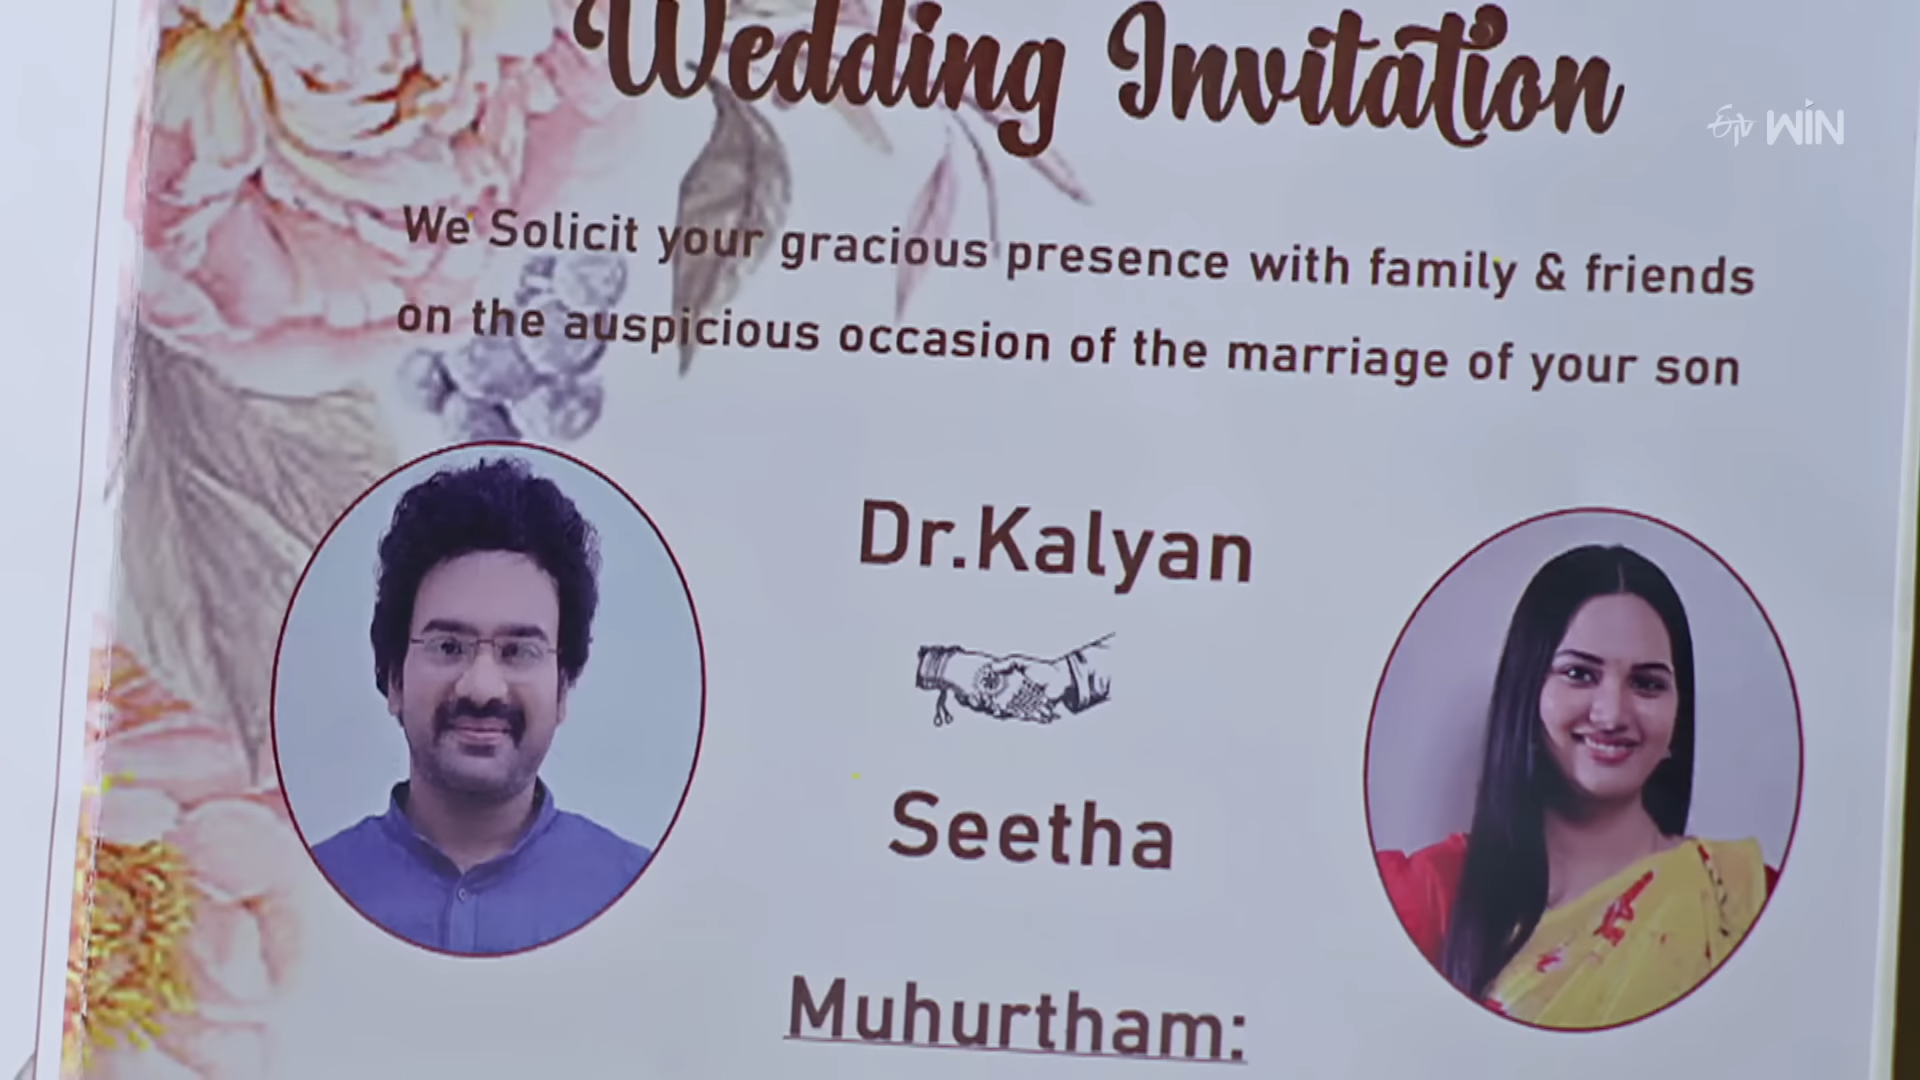 Wedding Invitation
ఈtv WIN
We Solicit your gracious presence with family & friends
on the auspicious occasion of the marriage of your son
Dr.Kalyan
Seetha
Muhurtham: